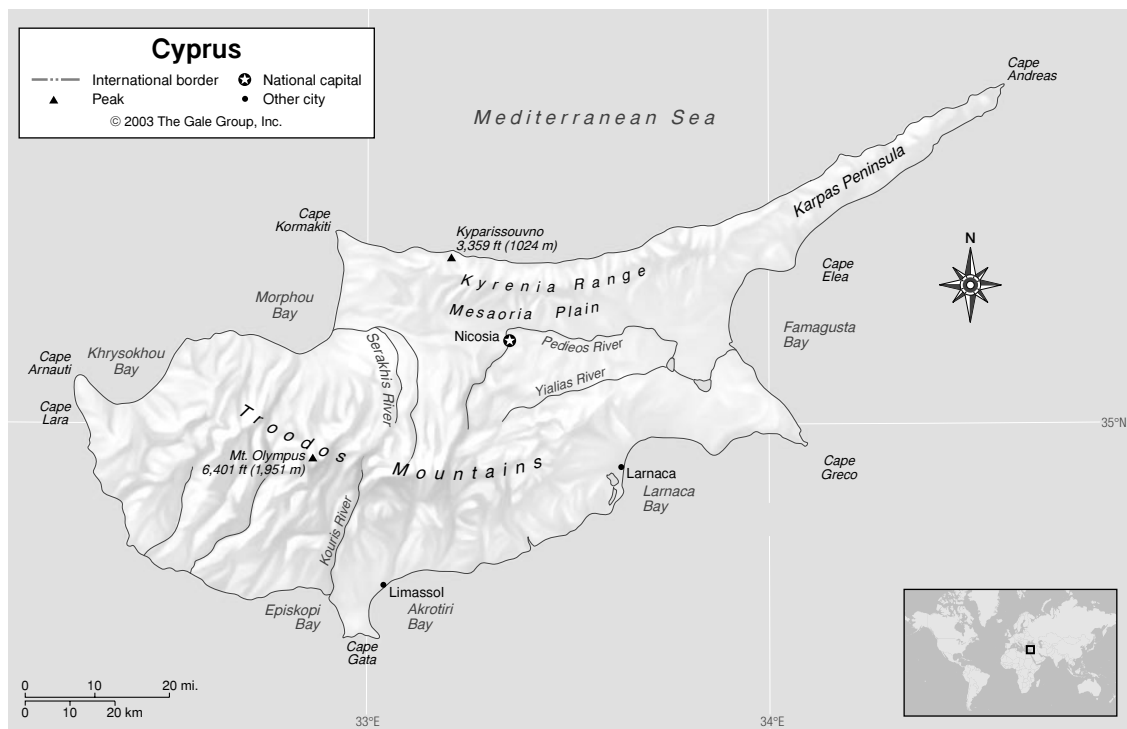 Cyprus
International border
National capital
Peak
Other city
© 2003 The Gale Group, Inc.
Mediterranean Sea
Cape
Andreas
Karpas Peninsula
Cape
Kormakiti
Kyparissouvno
3,359 ft (1024 m)
N
Kyrenia Range
Cape
Elea
Morphou
Bay
Mesaoria Plain
Nicosia
Pedieos River
Famagusta
Bay
Khrysokhou
Bay
Cape
Arnauti
Serakhis River
Yialias River
Cape
Lara
Troodos
Mountains
35°N
Mt. Olympus
6,401 ft (1,951 m)
Larnaca
Larnaca
Bay
Cape
Greco
Kouris River
Limassol
Episkopi
Bay
Akrotiri
Bay
Cape
Gata
0 10 20 mi.
0 10 20 km
33°E
34°E